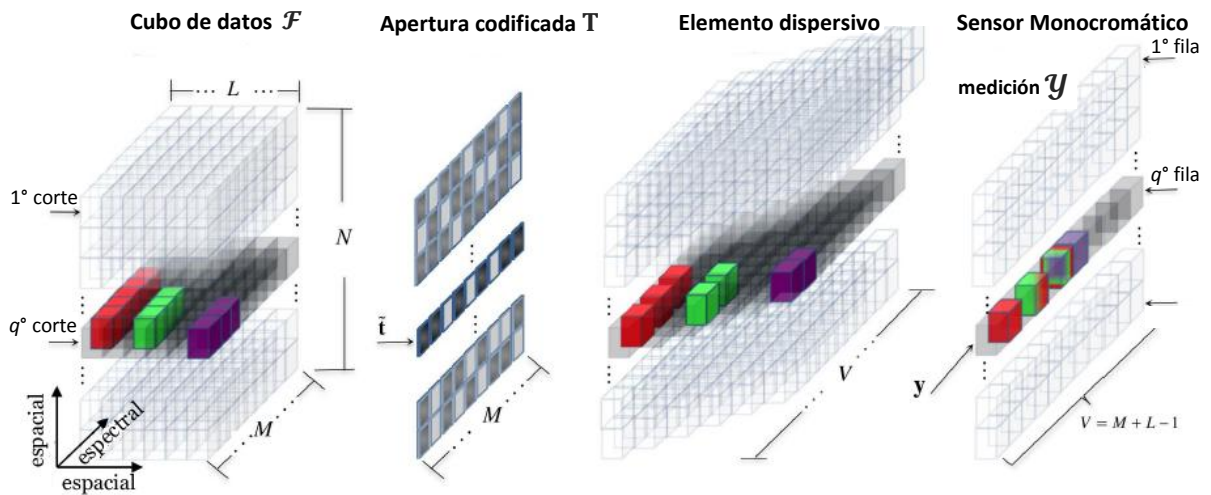 Cubo de datos ℱ
Apertura codificada T
Elemento dispersivo
Sensor Monocromático
1° fila
medición 𝒴
... L ...
1° corte
q° fila
N
q° corte
t̃
y
V
M
M
V = M + L − 1
espacial
espectral
espacial